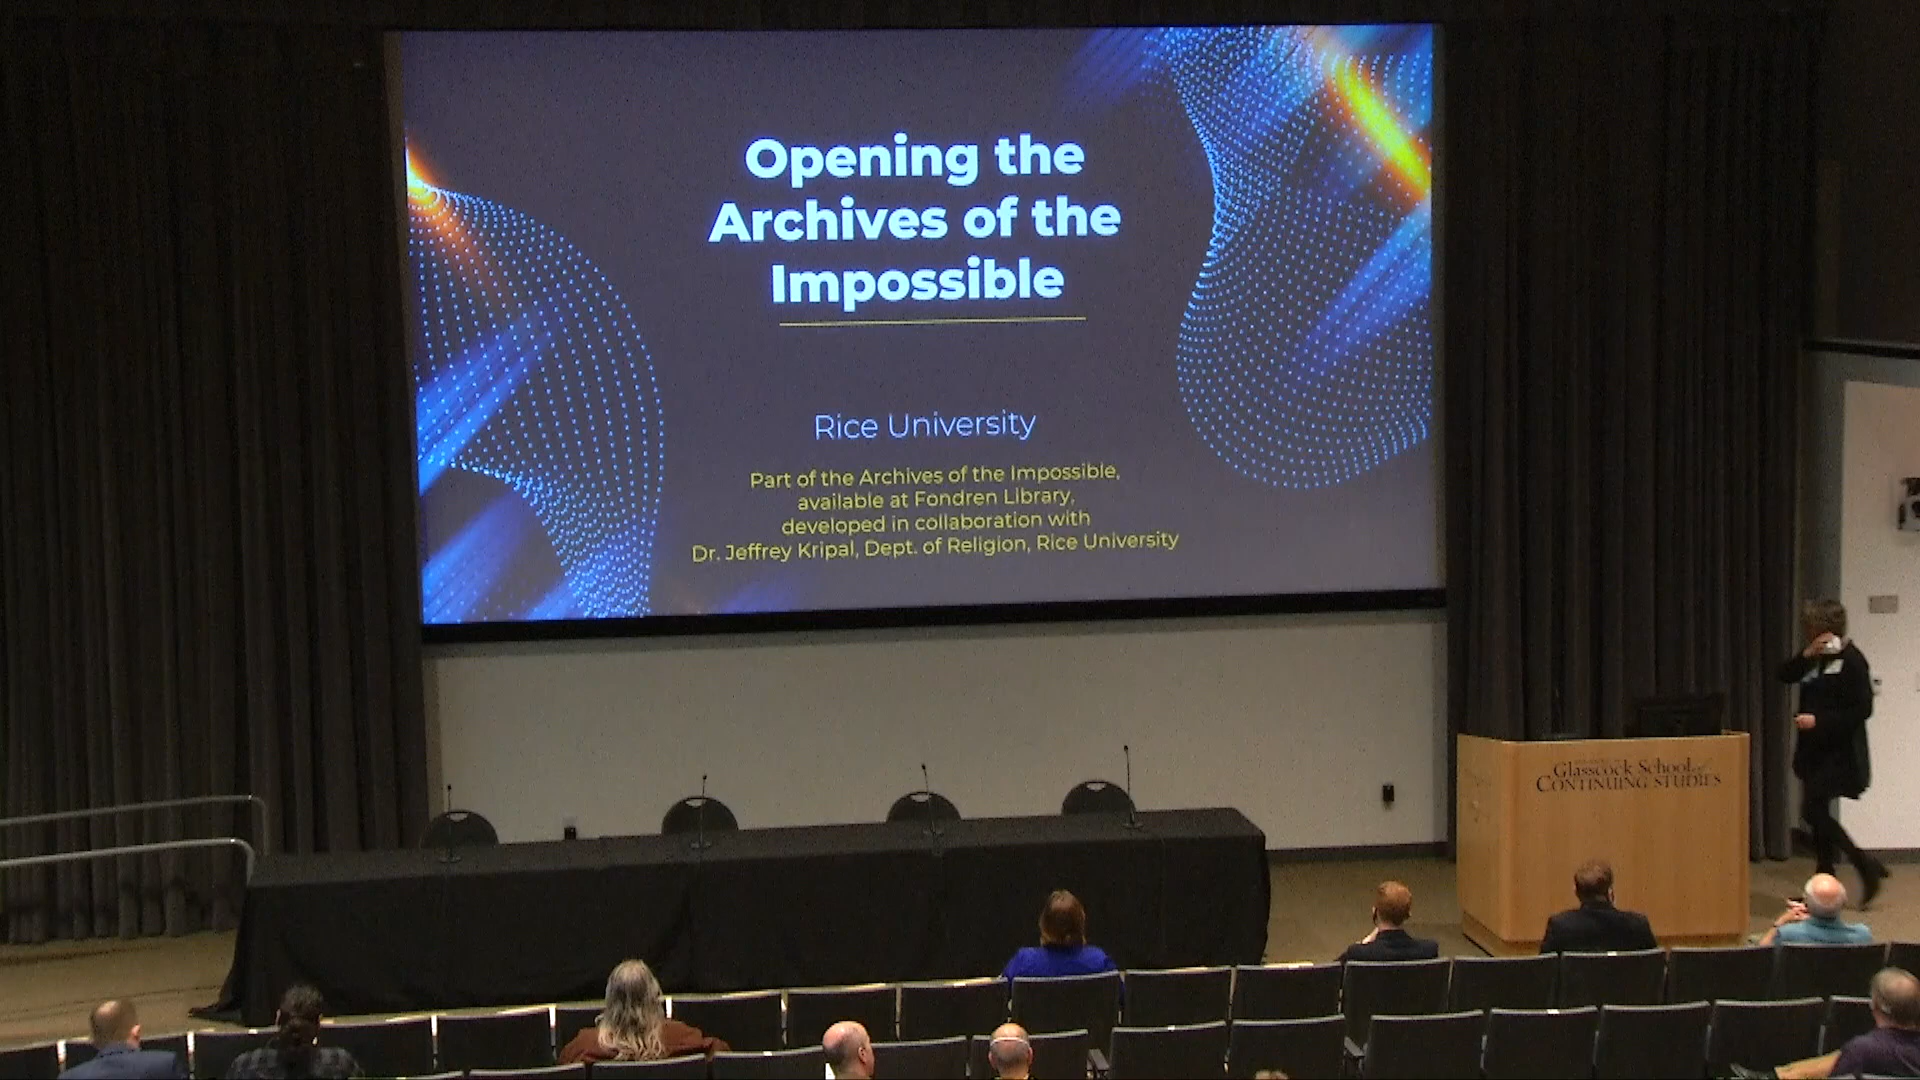 Opening the
Archives of the
Impossible
Rice University
Part of the Archives of the Impossible,
available at Fondren Library,
developed in collaboration with
Dr. Jeffrey Kripal, Dept. of Religion, Rice University
Glasscock School of
CONTINUING STUDIES